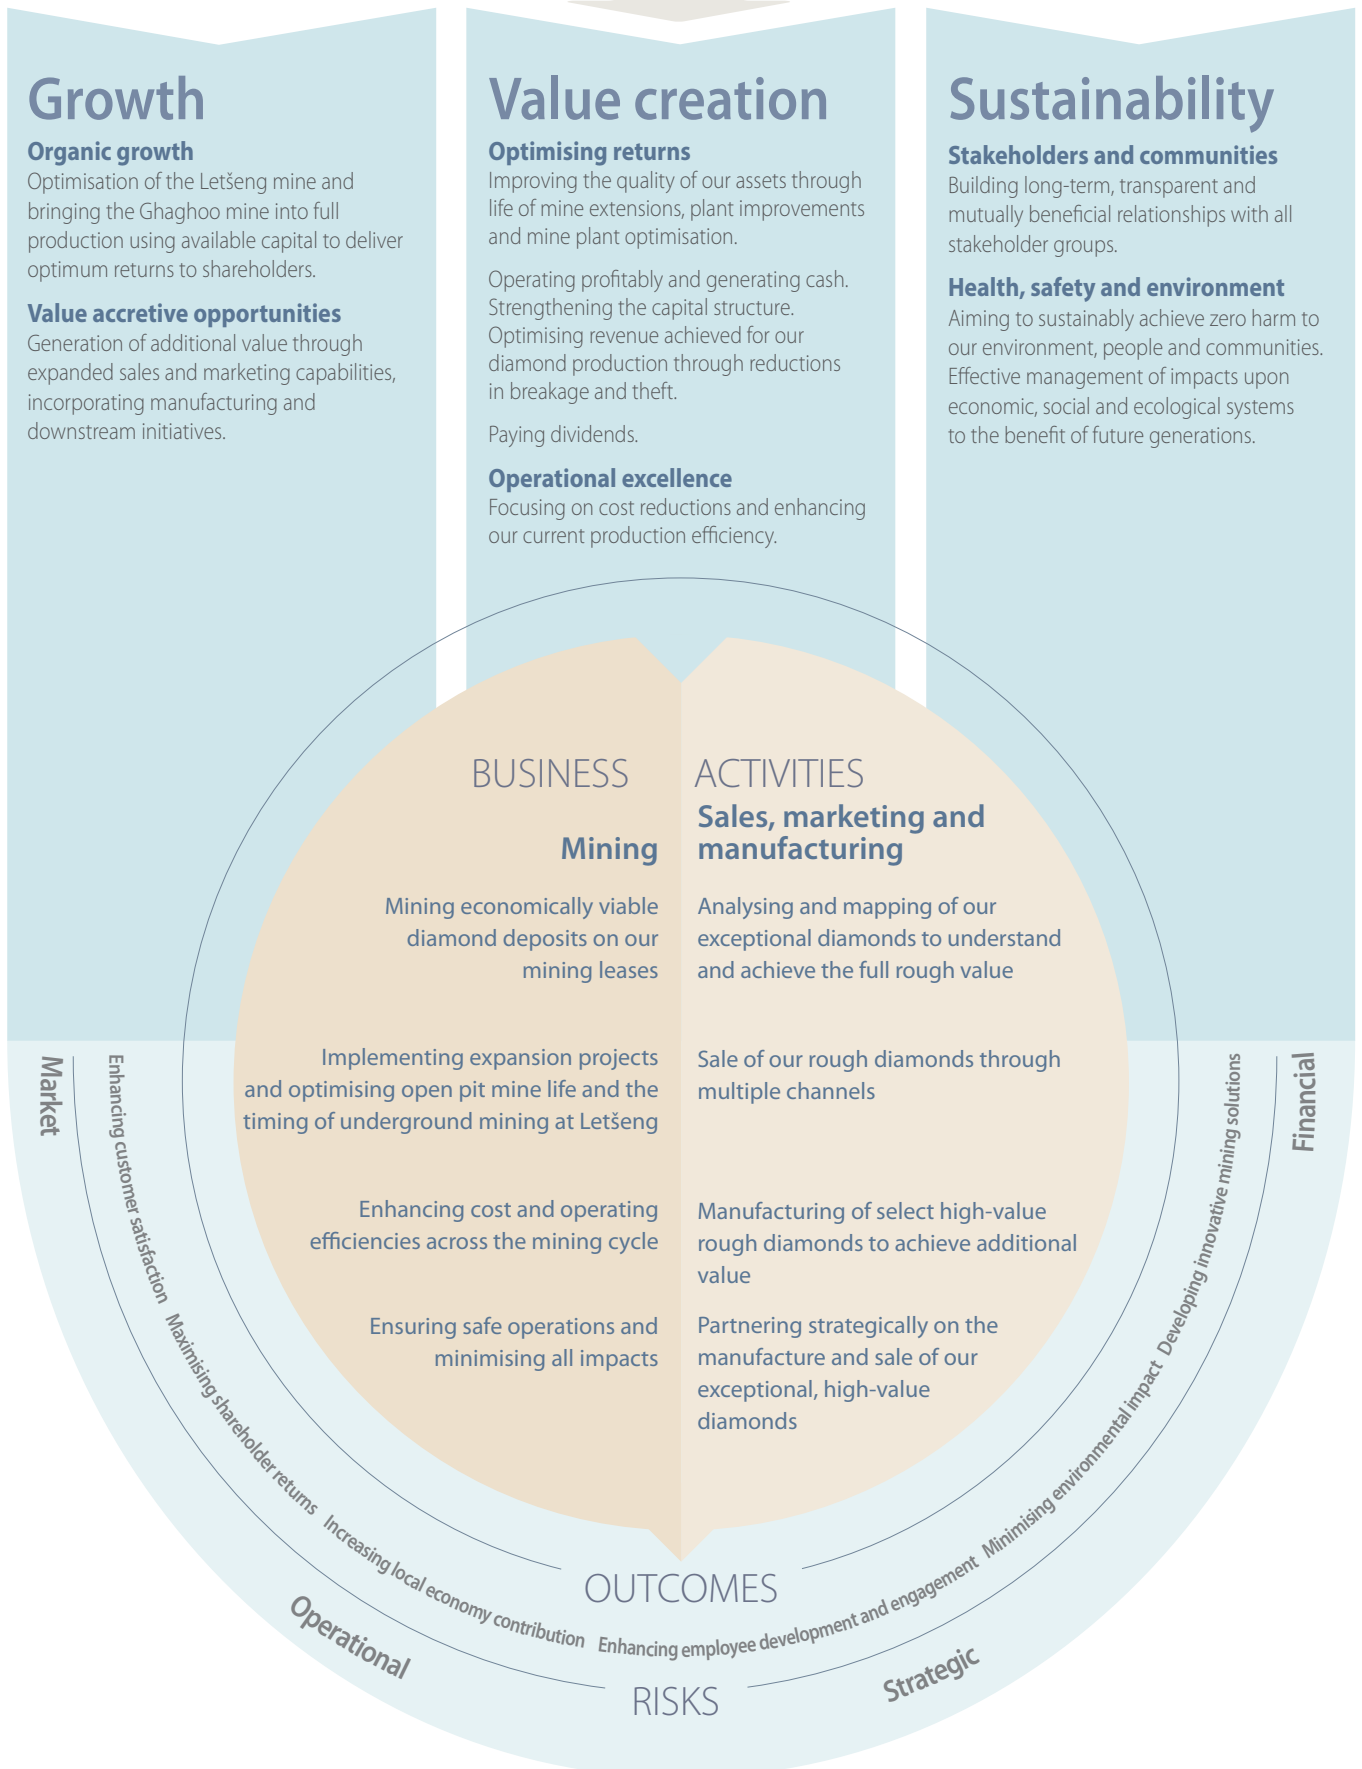 Growth
Organic growth
Optimisation of the Letšeng mine and
bringing the Ghaghoo mine into full
production using available capital to deliver
optimum returns to shareholders.
Value accretive opportunities
Generation of additional value through
expanded sales and marketing capabilities,
incorporating manufacturing and
downstream initiatives.
Value creation
Optimising returns
Improving the quality of our assets through
life of mine extensions, plant improvements
and mine plant optimisation.
Operating profitably and generating cash.
Strengthening the capital structure.
Optimising revenue achieved for our
diamond production through reductions
in breakage and theft.
Paying dividends.
Operational excellence
Focusing on cost reductions and enhancing
our current production efficiency.
Sustainability
Stakeholders and communities
Building long-term, transparent and
mutually beneficial relationships with all
stakeholder groups.
Health, safety and environment
Aiming to sustainably achieve zero harm to
our environment, people and communities.
Effective management of impacts upon
economic, social and ecological systems
to the benefit of future generations.
BUSINESS ACTIVITIES
Mining
Mining economically viable
diamond deposits on our
mining leases
Implementing expansion projects
and optimising open pit mine life and the
timing of underground mining at Letšeng
Enhancing cost and operating
efficiencies across the mining cycle
Ensuring safe operations and
minimising all impacts
Sales, marketing and
manufacturing
Analysing and mapping of our
exceptional diamonds to understand
and achieve the full rough value
Sale of our rough diamonds through
multiple channels
Manufacturing of select high-value
rough diamonds to achieve additional
value
Partnering strategically on the
manufacture and sale of our
exceptional, high-value
diamonds
OUTCOMES
Enhancing customer satisfaction
Maximising shareholder returns
Increasing local economy contribution
Enhancing employee development and engagement
Minimising environmental impact
Developing innovative mining solutions
RISKS
Market
Operational
Strategic
Financial